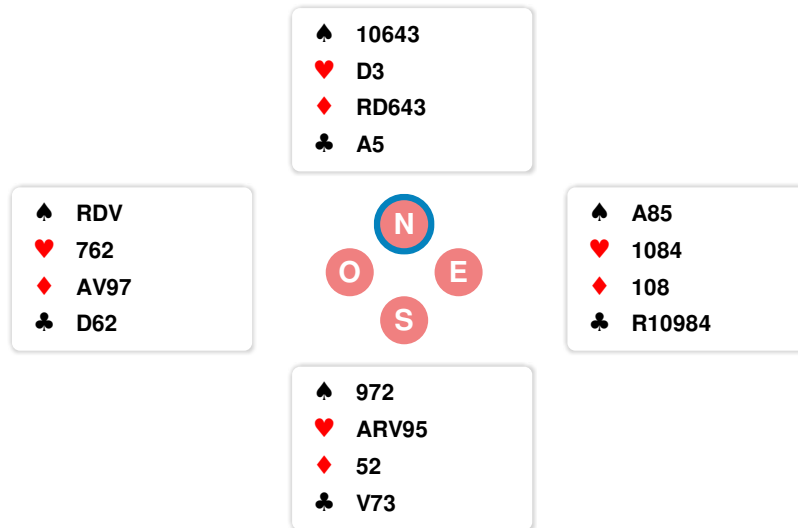 ♠ 10643
♥ D3
♦ RD643
♣ A5
♠ RDV
♥ 762
♦ AV97
♣ D62
N
O
E
S
♠ A85
♥ 1084
♦ 108
♣ R10984
♠ 972
♥ ARV95
♦ 52
♣ V73